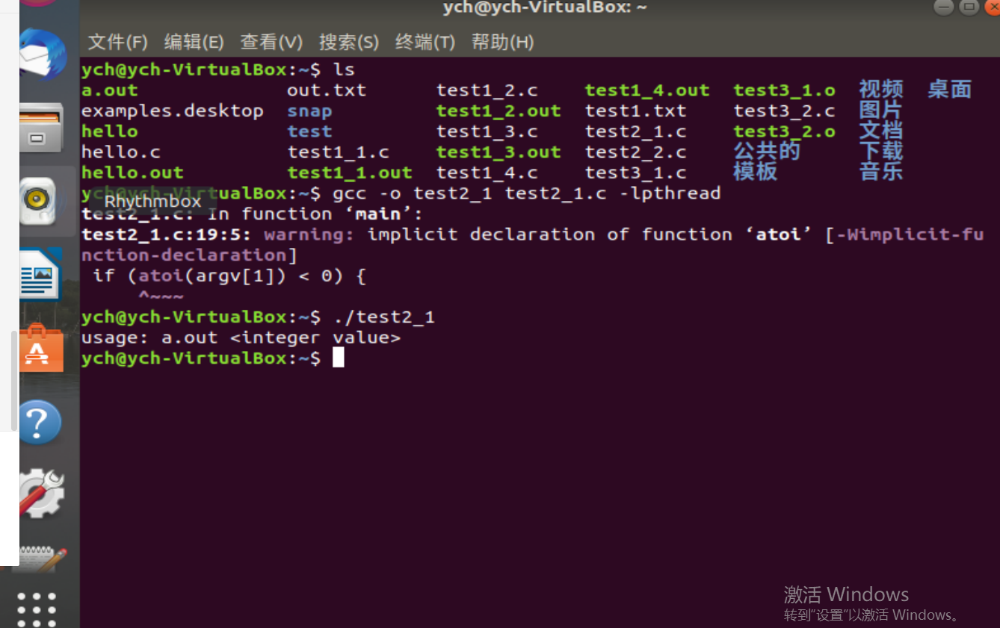 ych@ych-VirtualBox: ~
文件(F) 编辑(E) 查看(V) 搜索(S) 终端(T) 帮助(H)
ych@ych-VirtualBox:~$ ls
a.out out.txt test1_2.c test1_4.out test3_1.o 视频 桌面
examples.desktop snap test1_2.out test1.txt test3_2.c 图片
hello test test1_3.c test2_1.c test3_2.o 文档
hello.c test1_1.c test1_3.out test2_2.c 公共的 下载
hello.out test1_1.out test1_4.c test3_1.c 模板 音乐
ych@ych-VirtualBox:~$ gcc -o test2_1 test2_1.c -lpthread
Rhythmbox
test2_1.c: In function ‘main’:
test2_1.c:19:5: warning: implicit declaration of function ‘atoi’ [-Wimplicit-fu
nction-declaration]
if (atoi(argv[1]) < 0) {
^~~~
ych@ych-VirtualBox:~$ ./test2_1
usage: a.out <integer value>
ych@ych-VirtualBox:~$
激活 Windows
转到“设置”以激活 Windows。